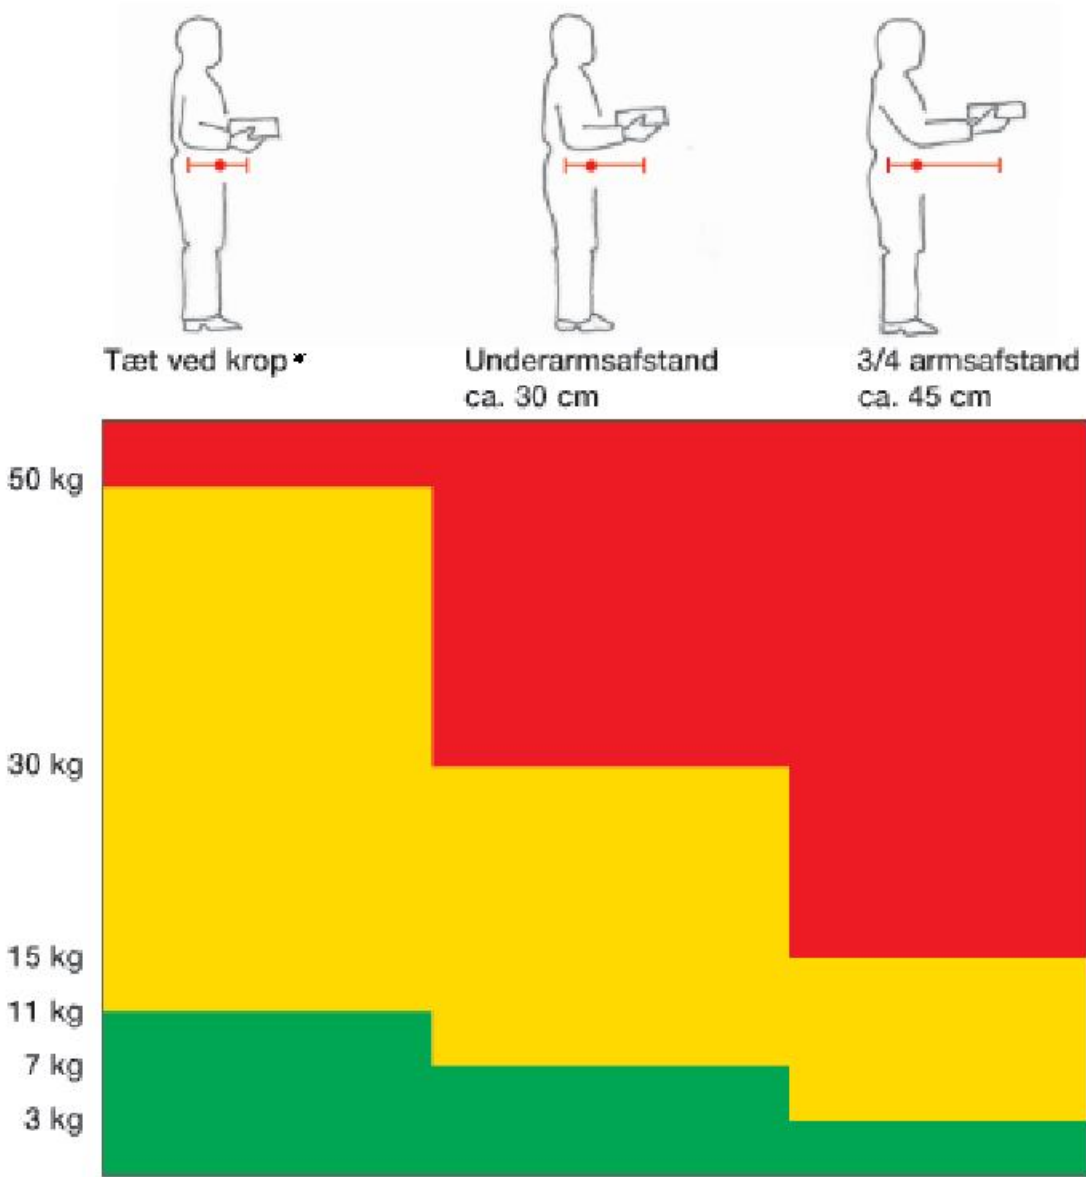 Tæt ved krop*
Underarmsafstand
ca. 30 cm
3/4 armsafstand
ca. 45 cm
50 kg
30 kg
15 kg
11 kg
7 kg
3 kg